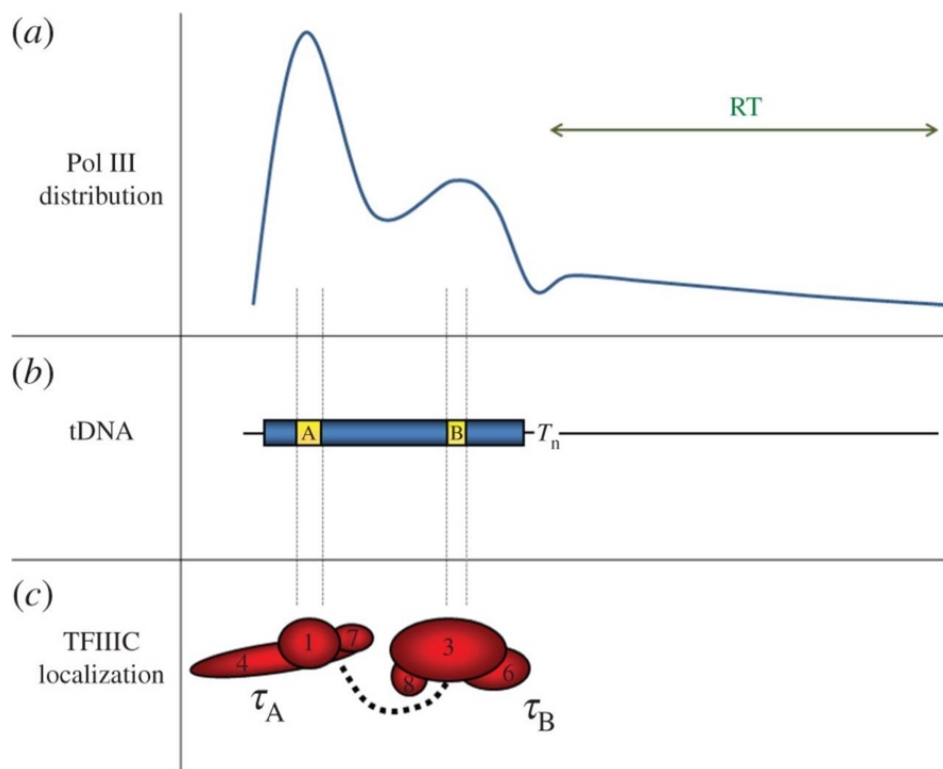 (a)
RT
Pol III
distribution
(b)
tDNA
A
B
Tn
(c)
TFIIIC
localization
4
1
7
3
8
6
τA
τB